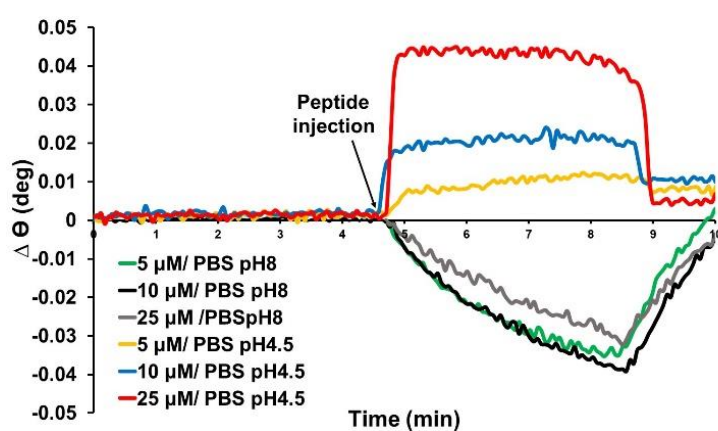 0.05
0.04
0.03
0.02
0.01
0
-0.01
-0.02
-0.03
-0.04
-0.05
Δ Θ (deg)
Peptide
injection
0 1 2 3 4 5 6 7 8 9 10
5 µM/ PBS pH8
10 µM/ PBS pH8
25 µM /PBSpH8
5 µM/ PBS pH4.5
10 µM/ PBS pH4.5
25 µM/ PBS pH4.5
Time (min)